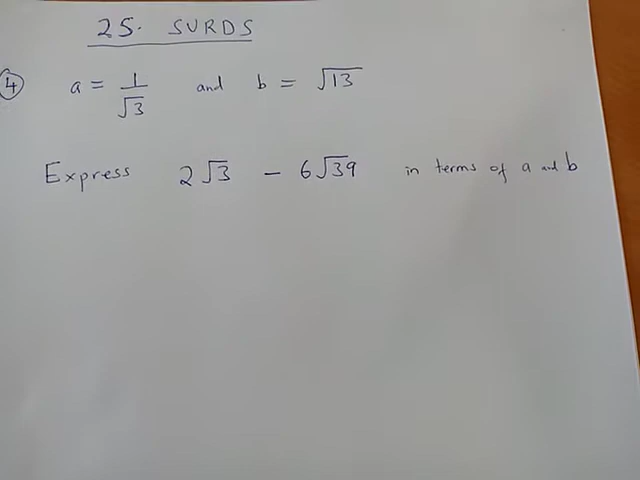 25. SURDS
4 a = 1/√3 and b = √13
Express 2√3 - 6√39 in terms of a and b